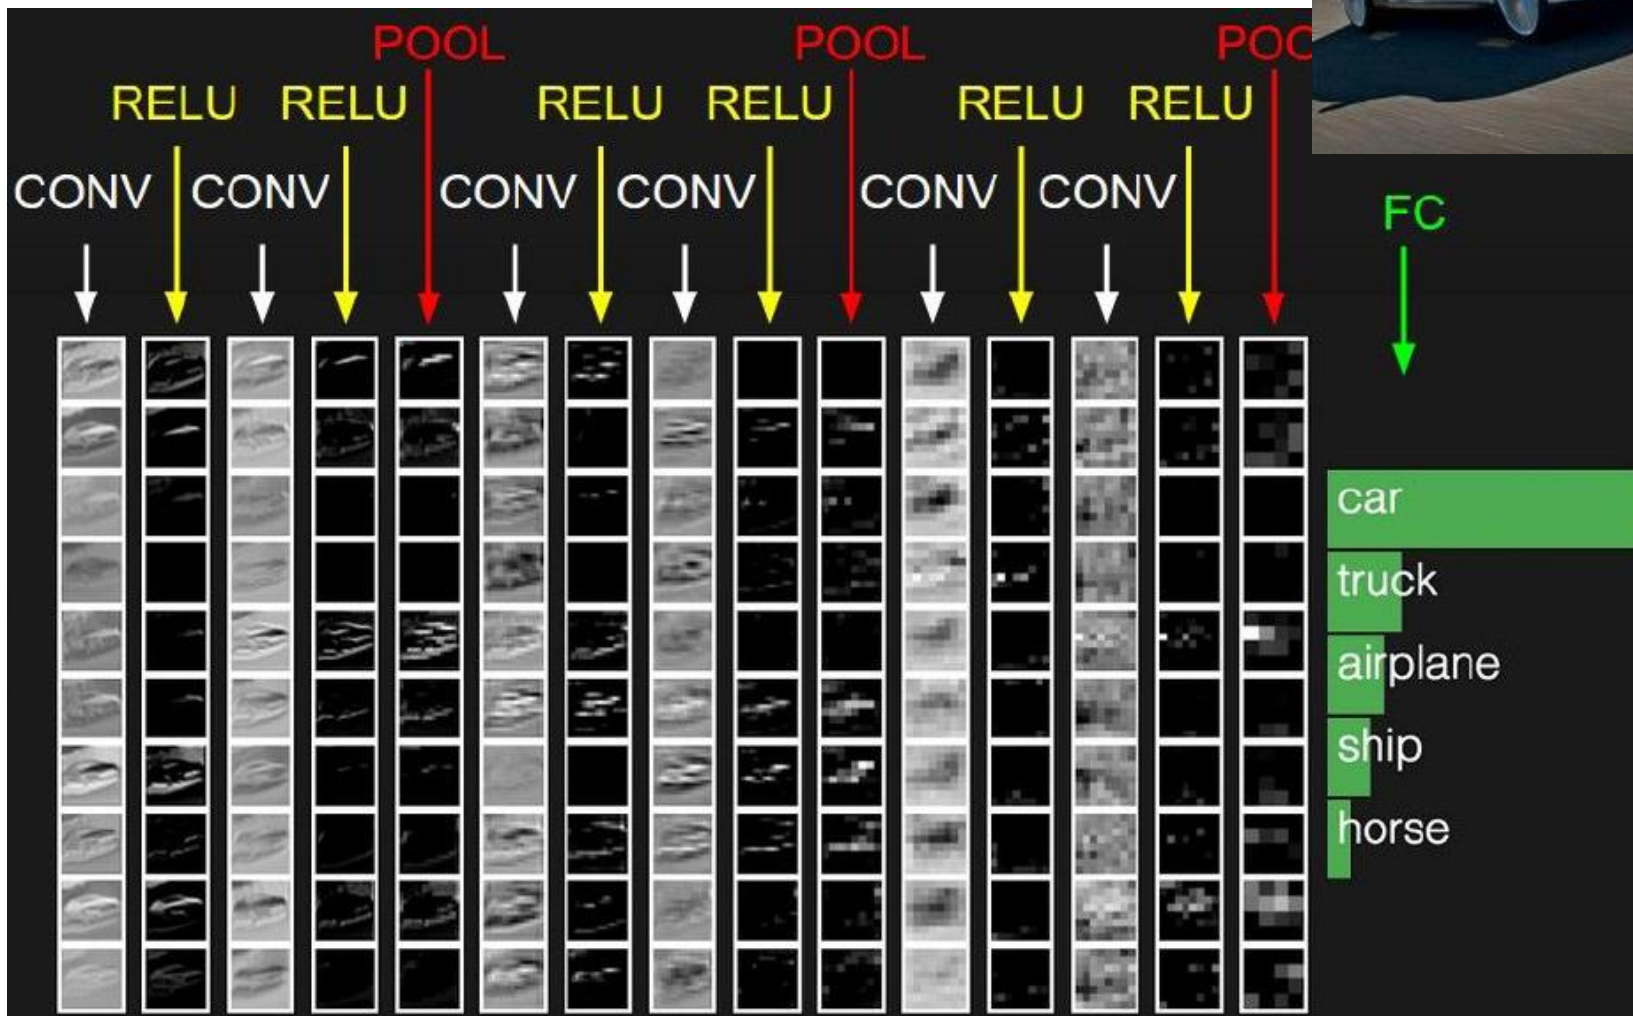 POOL POOL POO
RELU RELU RELU RELU RELU RELU
CONV CONV CONV CONV CONV CONV
FC
car
truck
airplane
ship
horse